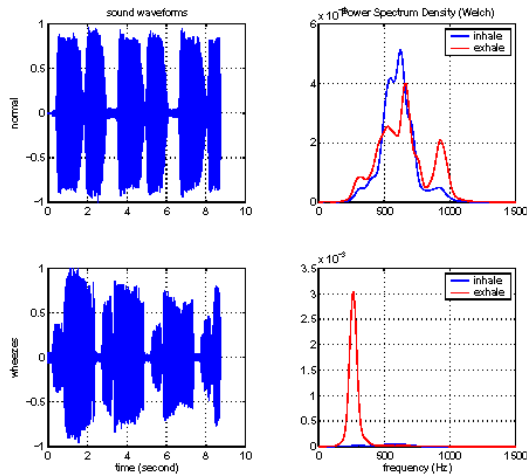 sound waveforms
Power Spectrum Density (Welch)
1
0.5
0
−0.5
−1
normal
0 2 4 6 8 10
6
4
2
0
0 500 1000 1500
inhale
exhale
1
0.5
0
−0.5
−1
wheezes
0 2 4 6 8 10
time (second)
x 10⁻³
3.5
3
2.5
2
1.5
1
0.5
0
0 500 1000 1500
frequency (Hz)
inhale
exhale